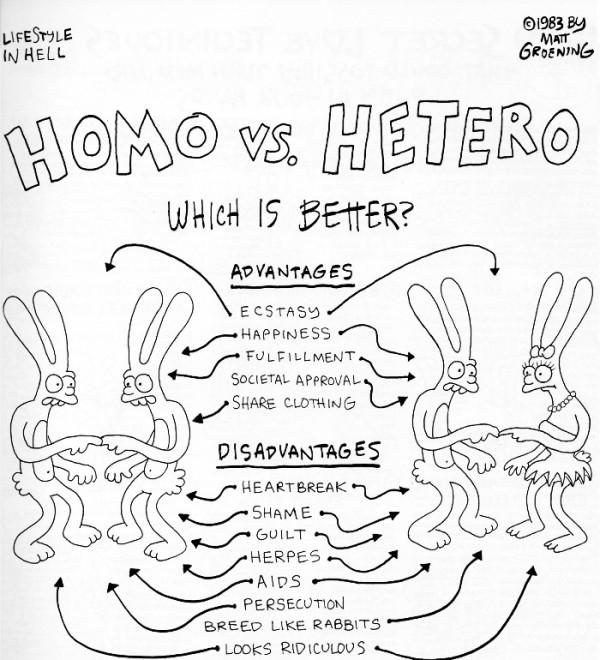 LIFESTYLE
IN HELL
©1983 BY
MATT
GROENING
HOMO VS. HETERO
WHICH IS BETTER?
ADVANTAGES
ECSTASY
HAPPINESS
FULFILLMENT
SOCIETAL APPROVAL
SHARE CLOTHING
DISADVANTAGES
HEARTBREAK
SHAME
GUILT
HERPES
AIDS
PERSECUTION
BREED LIKE RABBITS
LOOKS RIDICULOUS